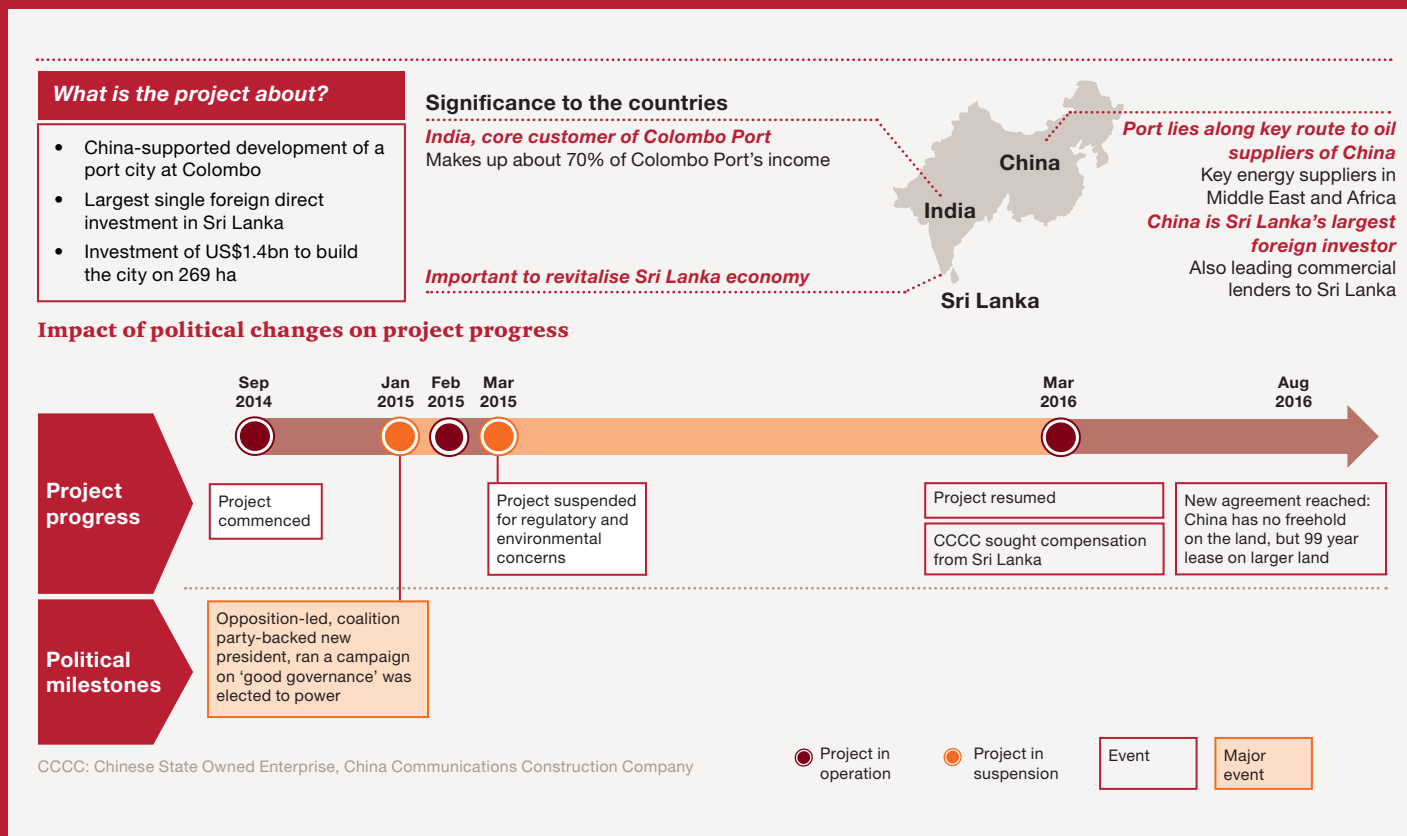 What is the project about?
• China-supported development of a
port city at Colombo
• Largest single foreign direct
investment in Sri Lanka
• Investment of US$1.4bn to build
the city on 269 ha
Significance to the countries
India, core customer of Colombo Port
Makes up about 70% of Colombo Port’s income
Important to revitalise Sri Lanka economy
China
India
Sri Lanka
Port lies along key route to oil
suppliers of China
Key energy suppliers in
Middle East and Africa
China is Sri Lanka’s largest
foreign investor
Also leading commercial
lenders to Sri Lanka
Impact of political changes on project progress
Sep
2014
Jan
2015
Feb
2015
Mar
2015
Mar
2016
Aug
2016
Project
progress
Project
commenced
Project suspended
for regulatory and
environmental
concerns
Project resumed
CCCC sought compensation
from Sri Lanka
New agreement reached:
China has no freehold
on the land, but 99 year
lease on larger land
Political
milestones
Opposition-led, coalition
party-backed new
president, ran a campaign
on ‘good governance’ was
elected to power
CCCC: Chinese State Owned Enterprise, China Communications Construction Company
Project in
operation
Project in
suspension
Event
Major
event